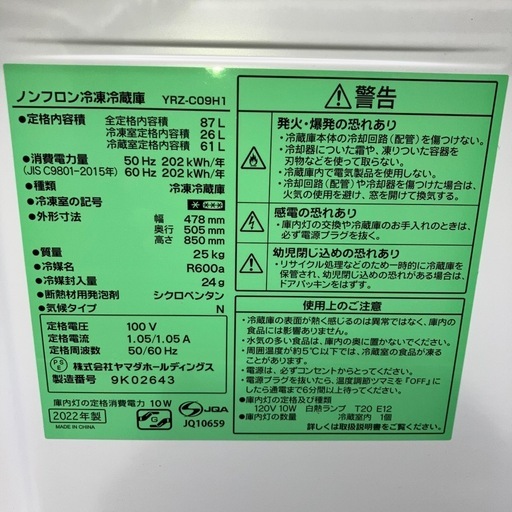 ノンフロン冷凍冷蔵庫 YRZ-C09H1
●定格内容積 全定格内容積 87 L
冷凍室定格内容積 26 L
冷蔵室定格内容積 61 L
●消費電力量 50 Hz 202 kWh/年
(JIS C9801-2015年) 60 Hz 202 kWh/年
●種類 冷凍冷蔵庫
●冷凍室の記号
●外形寸法 幅 478 mm
奥行 505 mm
高さ 850 mm
●質量 25 kg
●冷媒名 R600a
●冷媒封入量 24 g
●断熱材用発泡剤 シクロペンタン
●気候タイプ N
定格電圧 100 V
定格電流 1.05/1.05 A
定格周波数 50/60 Hz
PSE 株式会社ヤマダホールディングス
製造番号 9K02643
庫内灯の定格消費電力 10 W
2022年製
MADE IN CHINA
G
JQA
JQ10659
警告
発火・爆発の恐れあり
・冷蔵庫本体の冷却回路(配管)を傷つけない。
・冷却器についた霜や、凍りついた容器を
刃物などを使って、取り除かない。
・冷蔵庫内で電気製品を使用しない。
・冷却回路(配管)や冷却器を傷つけた場合は、
火気の使用を避け、窓を開けて換気する。
感電の恐れあり
・庫内灯の交換や冷蔵庫のお手入れのときは、
必ず電源プラグを抜く。
幼児閉じ込めの恐れあり
・リサイクル処理などのため一時的に冷蔵庫を
保管され、幼児閉じ込めの恐れがある場合は、
ドアパッキンをはずす。
使用上のご注意
・冷蔵庫の表面が熱く感じるのは異常ではなく、庫内の
食品には影響ありません。
・水気の多い食品は、庫内の奥に置かないでください。
・周囲温度が約5℃以下では、冷蔵室の食品が凍ることが
あります。
・電源は、必ずコンセントからとってください。
・電源プラグを抜いたら、温度調節ツマミを"OFF"に
したら通電まで6分間以上待ってください。
●庫内灯の定格及び種類
120V 10W 白熱ランプ T20 E12
●庫内灯の数量 冷蔵室内 1個
詳しくは取扱説明書をご覧ください。